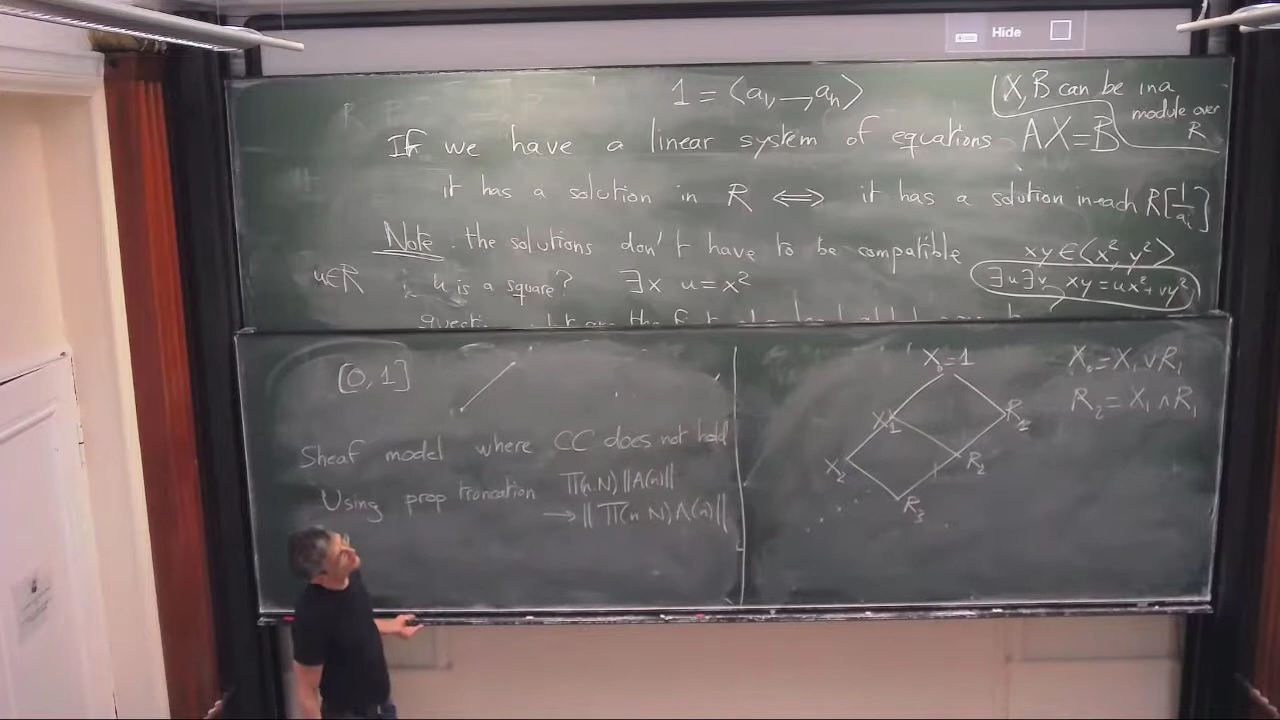 Hide
1 = ⟨a₁, —, aₙ⟩
X, B can be in a
module over
R
If we have a linear system of equations AX=B
it has a solution in R ⟺ it has a solution in each R[1/aᵢ]
Note. the solutions don't have to be compatible
xy ∈ ⟨x², y²⟩
u∈R u is a square? ∃x u=x²
∃u∃v xy = ux²+vy²
[0,1]
Sheaf model where CC does not hold
Using prop troncation Π(n:N)||A(n)||
→ || Π(n:N)A(n)||
X₀=1
X₁
R₁
X₂
R₂
R₃
X₀=X₁∨R₁
R₂=X₁∧R₁